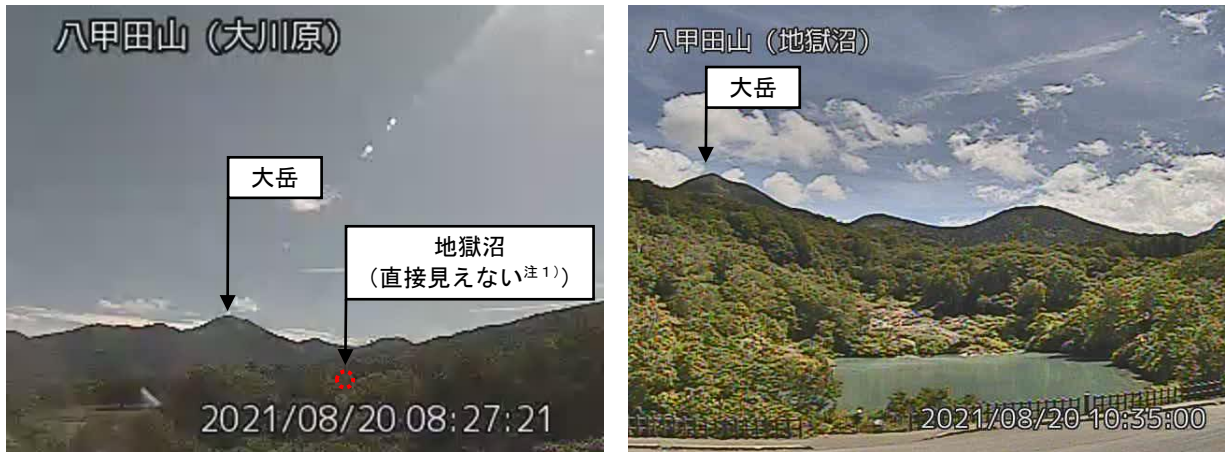 八甲田山（大川原）
大岳
地獄沼
（直接見えない注１）)
2021/08/20 08:27:21
八甲田山（地獄沼）
大岳
2021/08/20 10:35:00